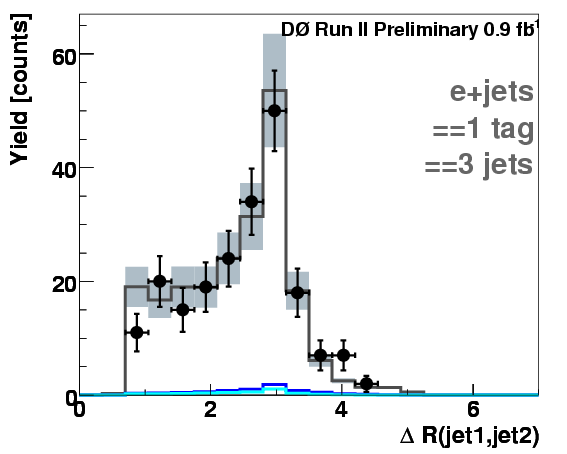 DØ Run II Preliminary 0.9 fb⁻¹
Yield [counts]
e+jets
==1 tag
==3 jets
60
40
20
0
0 2 4 6
Δ R(jet1,jet2)